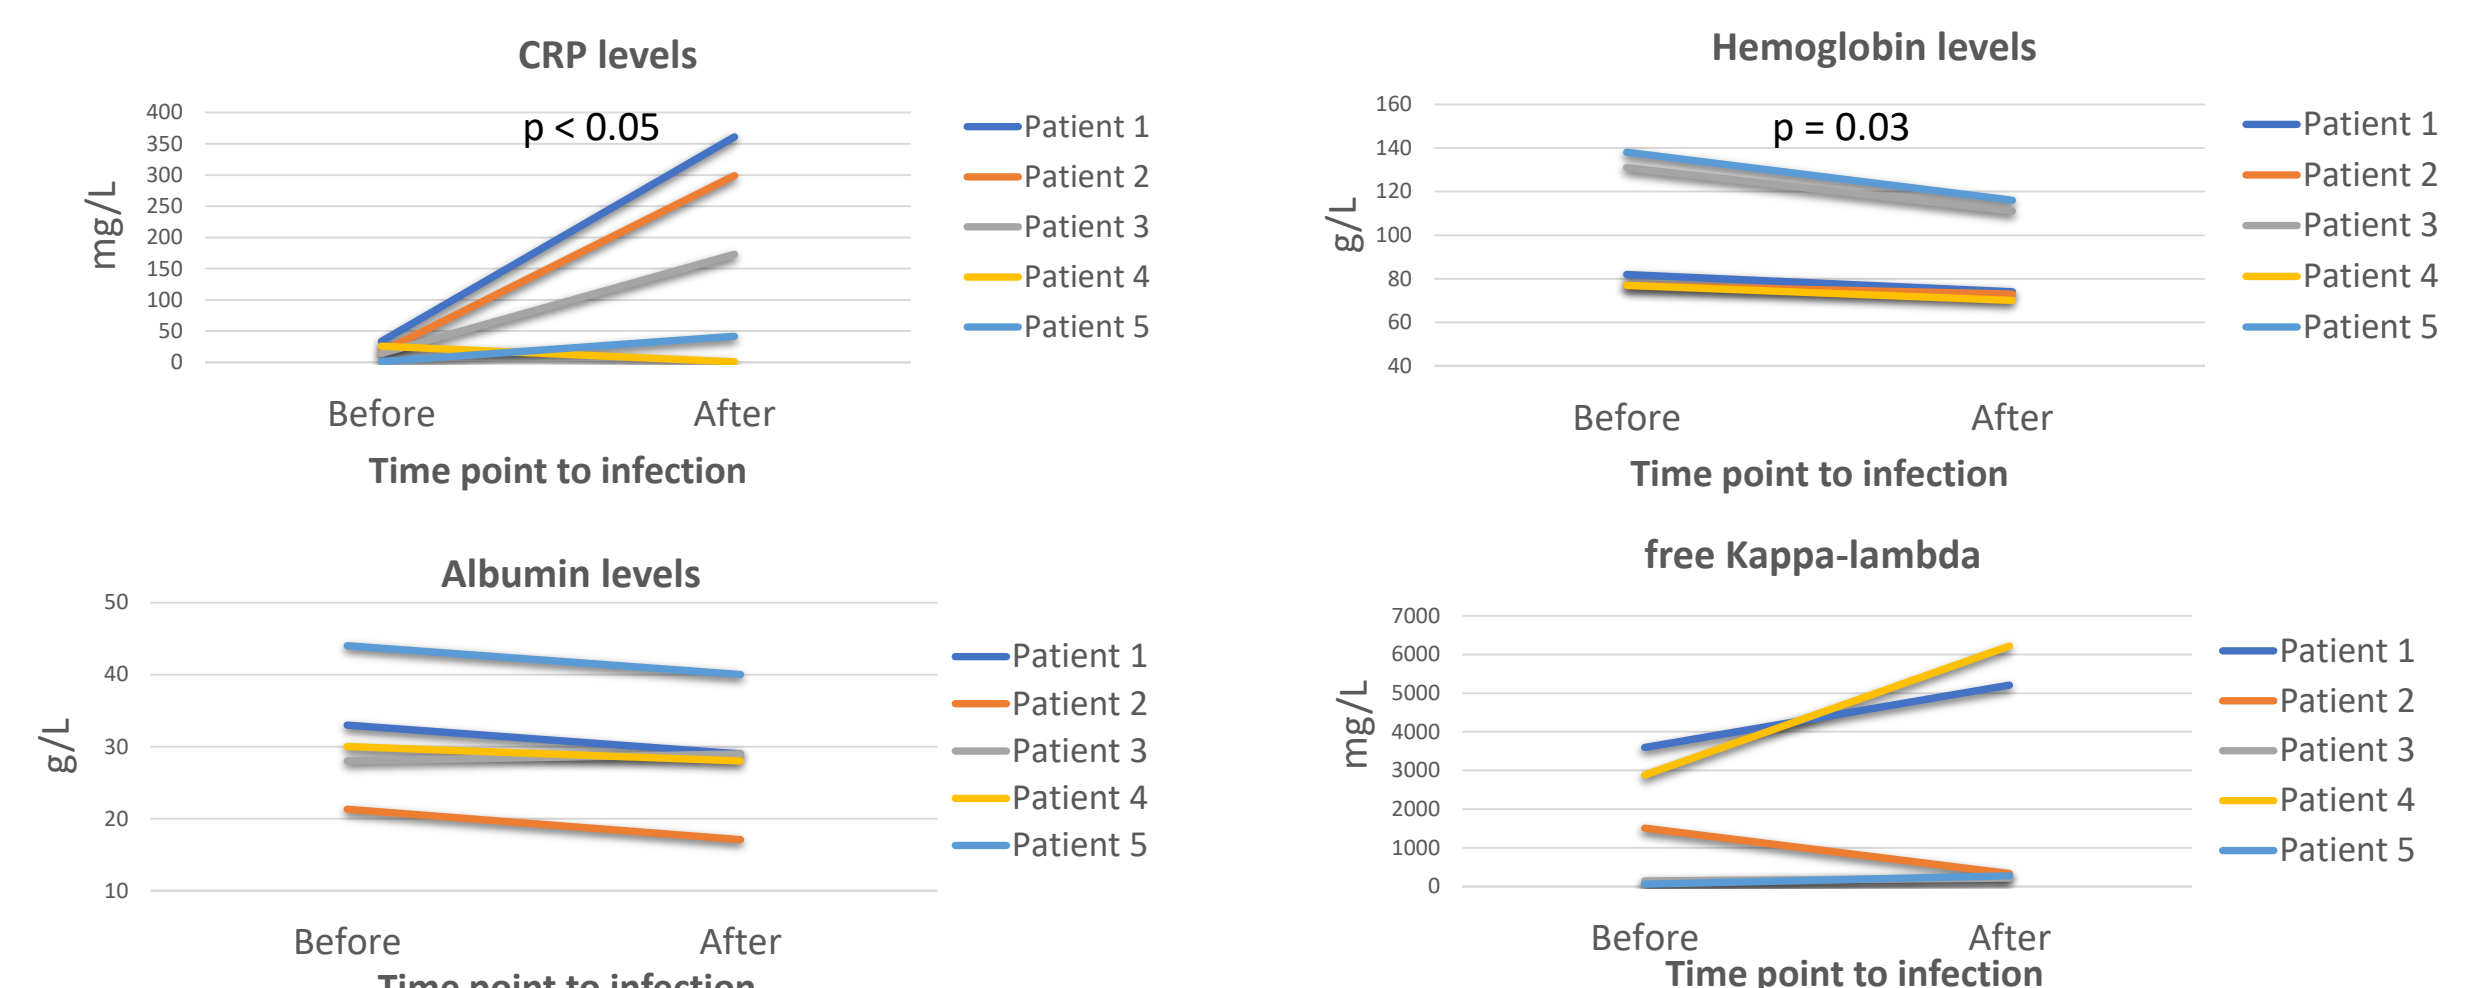 CRP levels
400
350
300
250
200
150
100
50
0
mg/L
p < 0.05
Before
After
Time point to infection
Patient 1
Patient 2
Patient 3
Patient 4
Patient 5
Hemoglobin levels
160
140
120
100
80
60
40
g/L
p = 0.03
Before
After
Time point to infection
Patient 1
Patient 2
Patient 3
Patient 4
Patient 5
Albumin levels
50
40
30
20
10
g/L
Before
After
Time point to infection
Patient 1
Patient 2
Patient 3
Patient 4
Patient 5
free Kappa-lambda
7000
6000
5000
4000
3000
2000
1000
0
mg/L
Before
After
Time point to infection
Patient 1
Patient 2
Patient 3
Patient 4
Patient 5